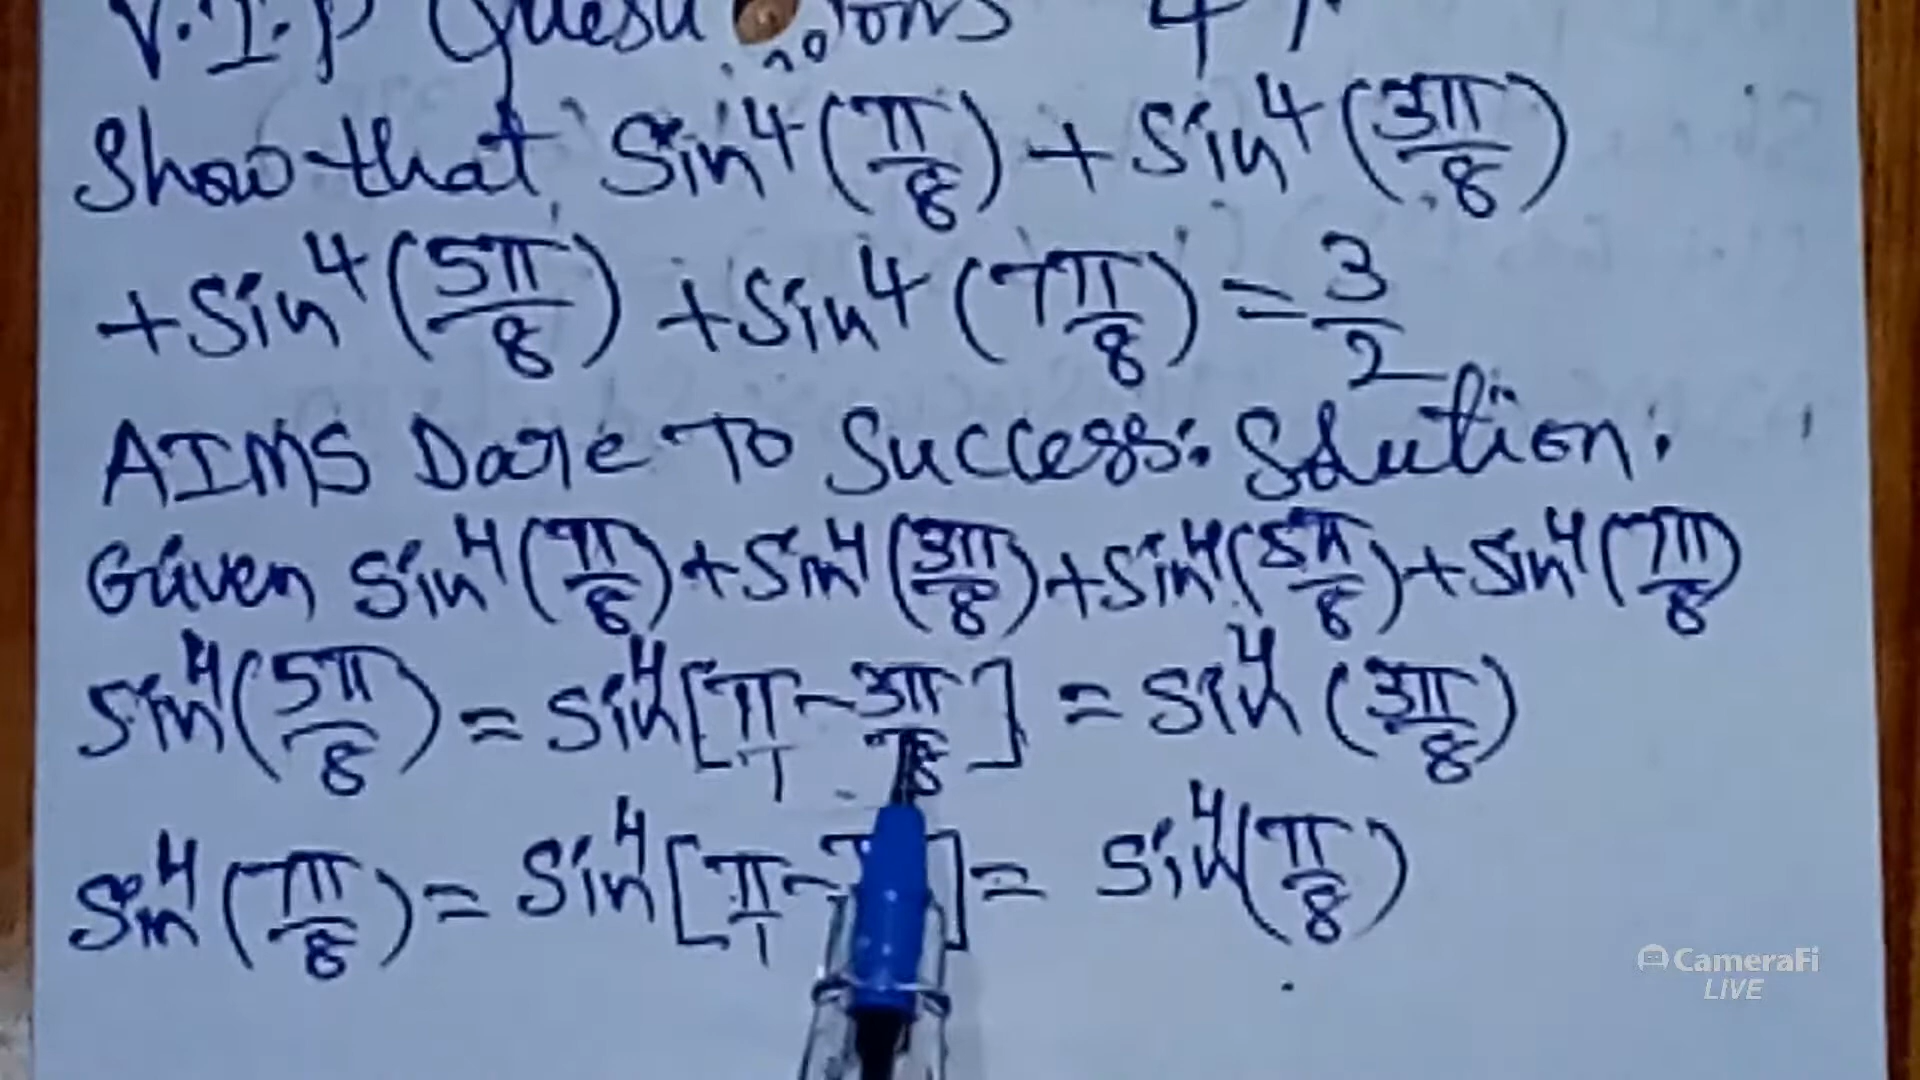 V.I.P Questions 4
Show that Sin⁴(π/8) + Sin⁴(3π/8)
+ Sin⁴(5π/8) + Sin⁴(7π/8) = 3/2
AIMS Dare To Success: Solution:
Given Sin⁴(π/8) + Sin⁴(3π/8) + Sin⁴(5π/8) + Sin⁴(7π/8)
Sin⁴(5π/8) = Sin⁴[π/1 - 3π/8] = Sin⁴(3π/8)
Sin⁴(7π/8) = Sin⁴[π/1 - ] = Sin⁴(π/8)
CameraFi
LIVE